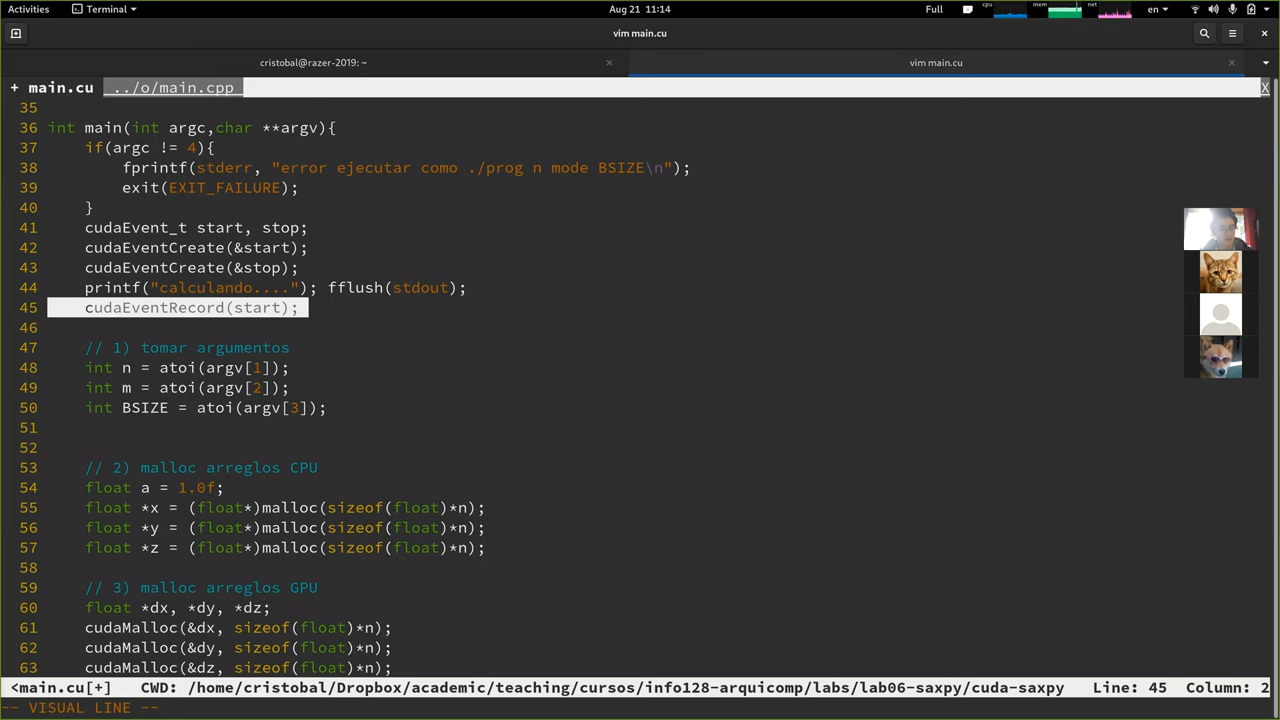 Activities Terminal Aug 21 11:14 Full cpu mem net en
vim main.cu
cristobal@razer-2019: ~ × vim main.cu ×
+ main.cu ../o/main.cpp X
35
36 int main(int argc,char **argv){
37     if(argc != 4){
38         fprintf(stderr, "error ejecutar como ./prog n mode BSIZE\n");
39         exit(EXIT_FAILURE);
40     }
41     cudaEvent_t start, stop;
42     cudaEventCreate(&start);
43     cudaEventCreate(&stop);
44     printf("calculando...."); fflush(stdout);
45     cudaEventRecord(start);
46
47     // 1) tomar argumentos
48     int n = atoi(argv[1]);
49     int m = atoi(argv[2]);
50     int BSIZE = atoi(argv[3]);
51
52
53     // 2) malloc arreglos CPU
54     float a = 1.0f;
55     float *x = (float*)malloc(sizeof(float)*n);
56     float *y = (float*)malloc(sizeof(float)*n);
57     float *z = (float*)malloc(sizeof(float)*n);
58
59     // 3) malloc arreglos GPU
60     float *dx, *dy, *dz;
61     cudaMalloc(&dx, sizeof(float)*n);
62     cudaMalloc(&dy, sizeof(float)*n);
63     cudaMalloc(&dz, sizeof(float)*n);
<main.cu[+] CWD: /home/cristobal/Dropbox/academic/teaching/cursos/info128-arquicomp/labs/lab06-saxpy/cuda-saxpy Line: 45 Column: 2
-- VISUAL LINE --